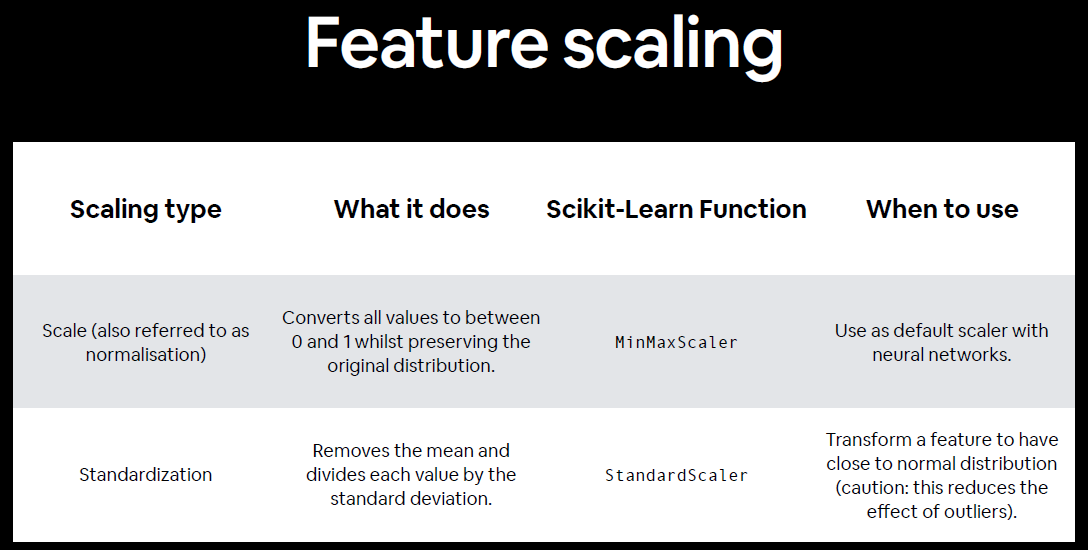 Feature scaling
Scaling type
What it does
Scikit-Learn Function
When to use
Scale (also referred to as
normalisation)
Converts all values to between
0 and 1 whilst preserving the
original distribution.
MinMaxScaler
Use as default scaler with
neural networks.
Standardization
Removes the mean and
divides each value by the
standard deviation.
StandardScaler
Transform a feature to have
close to normal distribution
(caution: this reduces the
effect of outliers).